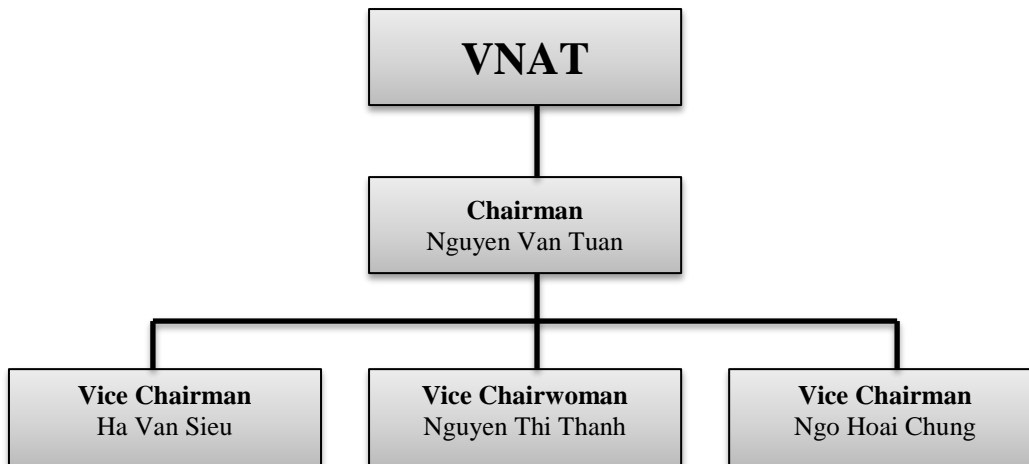 VNAT
Chairman
Nguyen Van Tuan
Vice Chairman
Ha Van Sieu
Vice Chairwoman
Nguyen Thi Thanh
Vice Chairman
Ngo Hoai Chung